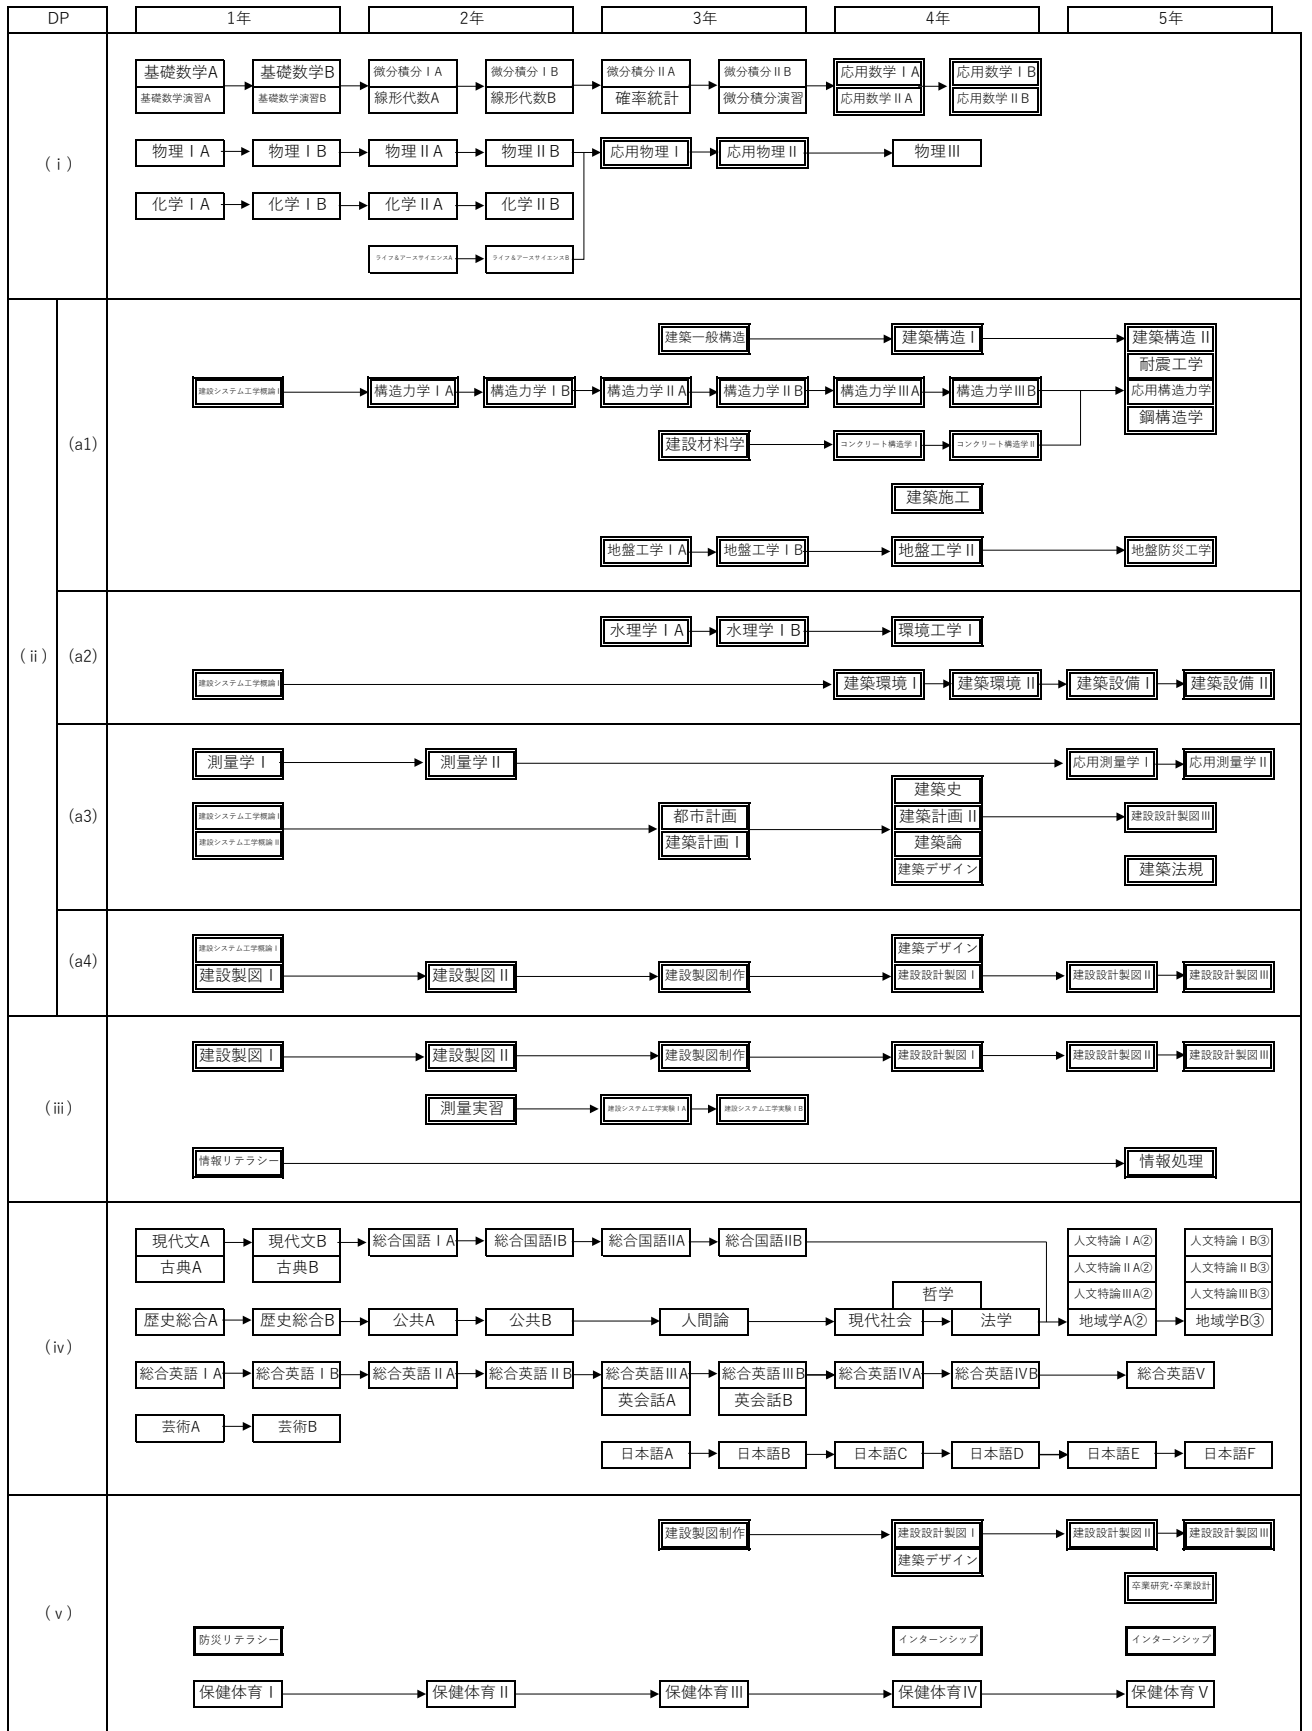 DP 1年 2年 3年 4年 5年
(ⅰ)
基礎数学A 基礎数学B 微分積分ⅠA 微分積分ⅠB 微分積分ⅡA 微分積分ⅡB 応用数学ⅠA 応用数学ⅠB
基礎数学演習A 基礎数学演習B 線形代数A 線形代数B 確率統計 微分積分演習 応用数学ⅡA 応用数学ⅡB
物理ⅠA 物理ⅠB 物理ⅡA 物理ⅡB 応用物理Ⅰ 応用物理Ⅱ 物理Ⅲ
化学ⅠA 化学ⅠB 化学ⅡA 化学ⅡB
ライフ&アースサイエンスA ライフ&アースサイエンスB
(ⅱ)
(a1)
建築一般構造 建築構造Ⅰ 建築構造Ⅱ
耐震工学
建設システム工学概論Ⅰ 構造力学ⅠA 構造力学ⅠB 構造力学ⅡA 構造力学ⅡB 構造力学ⅢA 構造力学ⅢB 応用構造力学
鋼構造学
建設材料学 コンクリート構造学Ⅰ コンクリート構造学Ⅱ
建築施工
地盤工学ⅠA 地盤工学ⅠB 地盤工学Ⅱ 地盤防災工学
(a2)
水理学ⅠA 水理学ⅠB 環境工学Ⅰ
建設システム工学概論Ⅰ 建築環境Ⅰ 建築環境Ⅱ 建築設備Ⅰ 建築設備Ⅱ
(a3)
測量学Ⅰ 測量学Ⅱ 応用測量学Ⅰ 応用測量学Ⅱ
建築史
建設システム工学概論Ⅰ 都市計画 建築計画Ⅱ 建設設計製図Ⅲ
建設システム工学概論Ⅱ 建築計画Ⅰ 建築論
建築デザイン 建築法規
(a4)
建設システム工学概論Ⅰ 建築デザイン
建設製図Ⅰ 建設製図Ⅱ 建設製図制作 建設設計製図Ⅰ 建設設計製図Ⅱ 建設設計製図Ⅲ
(ⅲ)
建設製図Ⅰ 建設製図Ⅱ 建設製図制作 建設設計製図Ⅰ 建設設計製図Ⅱ 建設設計製図Ⅲ
測量実習 建設システム工学実験ⅠA 建設システム工学実験ⅠB
情報リテラシー 情報処理
(ⅳ)
現代文A 現代文B 総合国語ⅠA 総合国語IB 総合国語IIA 総合国語IIB 人文特論ⅠA② 人文特論ⅠB③
古典A 古典B 人文特論ⅡA② 人文特論ⅡB③
哲学 人文特論ⅢA② 人文特論ⅢB③
歴史総合A 歴史総合B 公共A 公共B 人間論 現代社会 法学 地域学A② 地域学B③
総合英語ⅠA 総合英語ⅠB 総合英語ⅡA 総合英語ⅡB 総合英語ⅢA 総合英語ⅢB 総合英語IVA 総合英語IVB 総合英語V
英会話A 英会話B
芸術A 芸術B
日本語A 日本語B 日本語C 日本語D 日本語E 日本語F
(ⅴ)
建設製図制作 建設設計製図Ⅰ 建設設計製図Ⅱ 建設設計製図Ⅲ
建築デザイン
卒業研究・卒業設計
防災リテラシー インターンシップ インターンシップ
保健体育Ⅰ 保健体育Ⅱ 保健体育Ⅲ 保健体育Ⅳ 保健体育Ⅴ